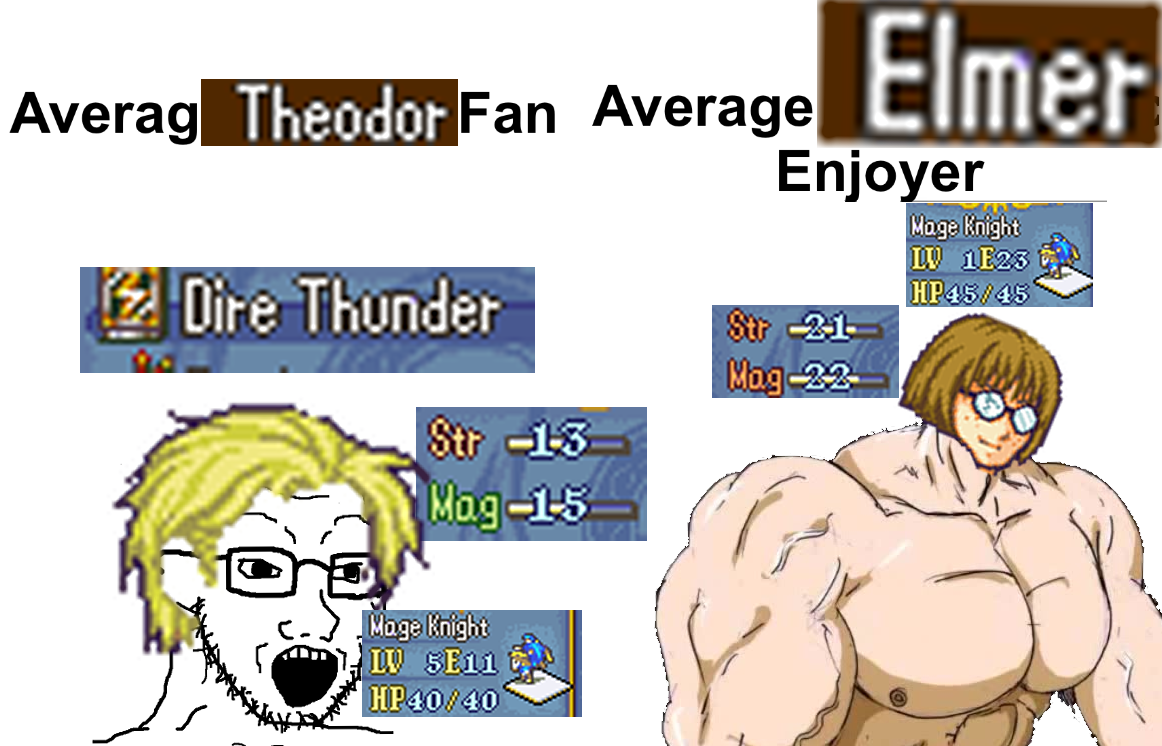 Averag Theodor Fan
Average Elmer
Enjoyer
Mage Knight
LV 1E23
HP45/45
Dire Thunder
Str 21
Mag 22
Str 13
Mag 15
Mage Knight
LV 5E11
HP40/40